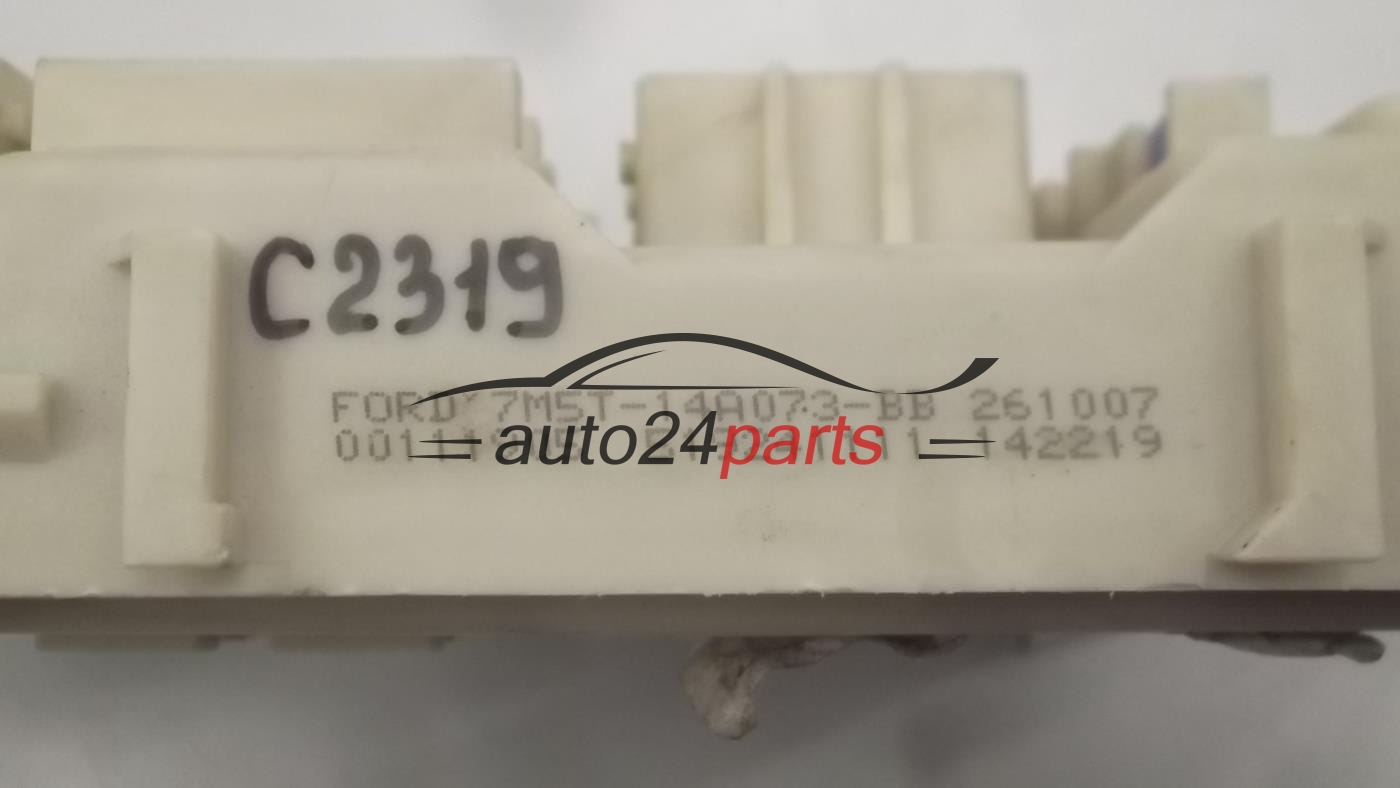 C2319
FORD 7M5T-14A073-BB 261007
auto24parts
142219